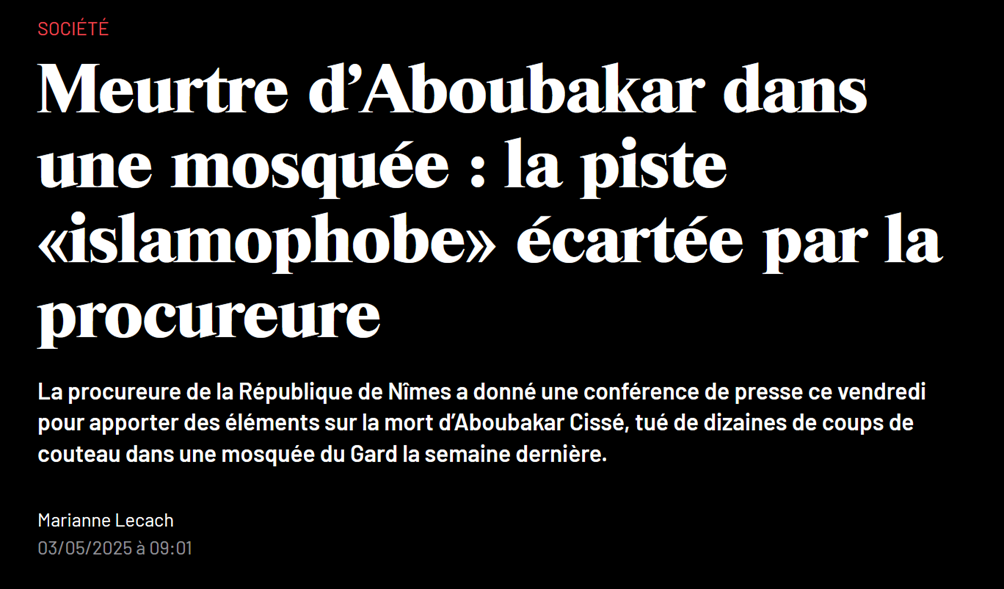 SOCIÉTÉ
Meurtre d’Aboubakar dans
une mosquée : la piste
«islamophobe» écartée par la
procureure
La procureure de la République de Nîmes a donné une conférence de presse ce vendredi
pour apporter des éléments sur la mort d’Aboubakar Cissé, tué de dizaines de coups de
couteau dans une mosquée du Gard la semaine dernière.
Marianne Lecach
03/05/2025 à 09:01